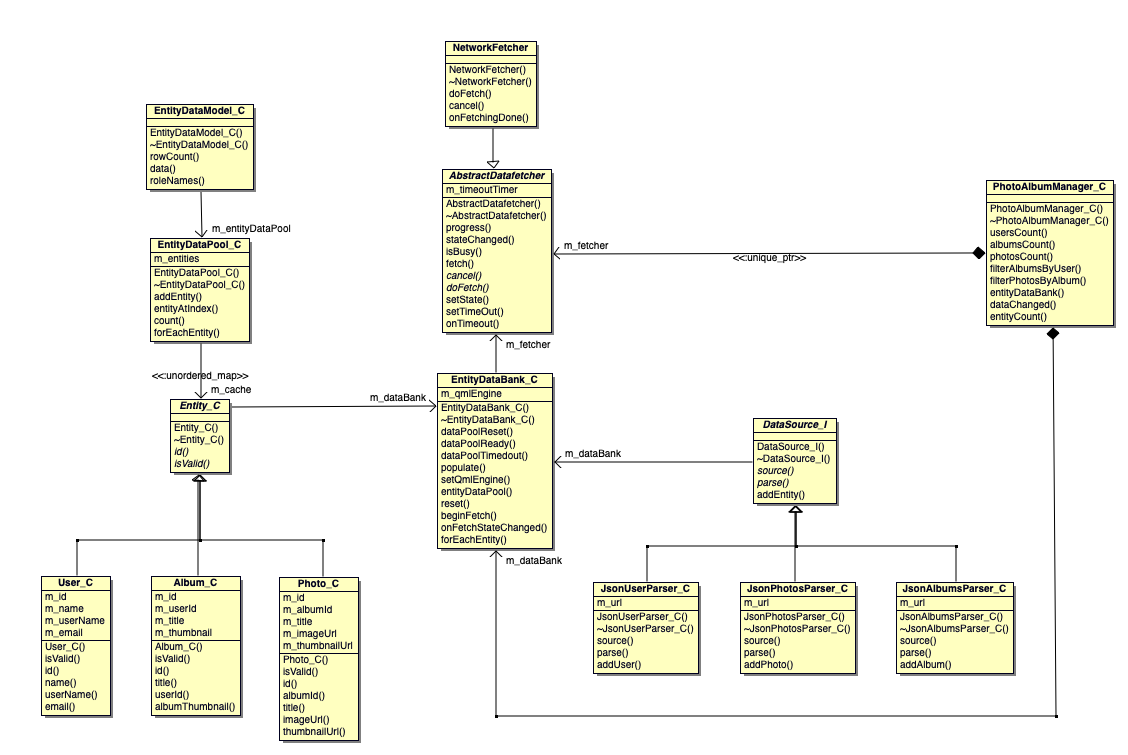 NetworkFetcher
NetworkFetcher()
~NetworkFetcher()
doFetch()
cancel()
onFetchingDone()
EntityDataModel_C
EntityDataModel_C()
~EntityDataModel_C()
rowCount()
data()
roleNames()
m_entityDataPool
EntityDataPool_C
m_entities
EntityDataPool_C()
~EntityDataPool_C()
addEntity()
entityAtIndex()
count()
forEachEntity()
<<:unordered_map>>
m_cache
AbstractDatafetcher
m_timeoutTimer
AbstractDatafetcher()
~AbstractDatafetcher()
progress()
stateChanged()
isBusy()
fetch()
cancel()
doFetch()
setState()
setTimeOut()
onTimeout()
m_fetcher
<<:unique_ptr>>
PhotoAlbumManager_C
PhotoAlbumManager_C()
~PhotoAlbumManager_C()
usersCount()
albumsCount()
photosCount()
filterAlbumsByUser()
filterPhotosByAlbum()
entityDataBank()
dataChanged()
entityCount()
m_fetcher
Entity_C
Entity_C()
~Entity_C()
id()
isValid()
m_dataBank
EntityDataBank_C
m_qmlEngine
EntityDataBank_C()
~EntityDataBank_C()
dataPoolReset()
dataPoolReady()
dataPoolTimedout()
populate()
setQmlEngine()
entityDataPool()
reset()
beginFetch()
onFetchStateChanged()
forEachEntity()
m_dataBank
DataSource_I
DataSource_I()
~DataSource_I()
source()
parse()
addEntity()
m_dataBank
User_C
m_id
m_name
m_userName
m_email
User_C()
isValid()
id()
name()
userName()
email()
Album_C
m_id
m_userId
m_title
m_thumbnail
Album_C()
isValid()
id()
title()
userId()
albumThumbnail()
Photo_C
m_id
m_albumId
m_title
m_imageUrl
m_thumbnailUrl
Photo_C()
isValid()
id()
albumId()
title()
imageUrl()
thumbnailUrl()
JsonUserParser_C
m_url
JsonUserParser_C()
~JsonUserParser_C()
source()
parse()
addUser()
JsonPhotosParser_C
m_url
JsonPhotosParser_C()
~JsonPhotosParser_C()
source()
parse()
addPhoto()
JsonAlbumsParser_C
m_url
JsonAlbumsParser_C()
~JsonAlbumsParser_C()
source()
parse()
addAlbum()